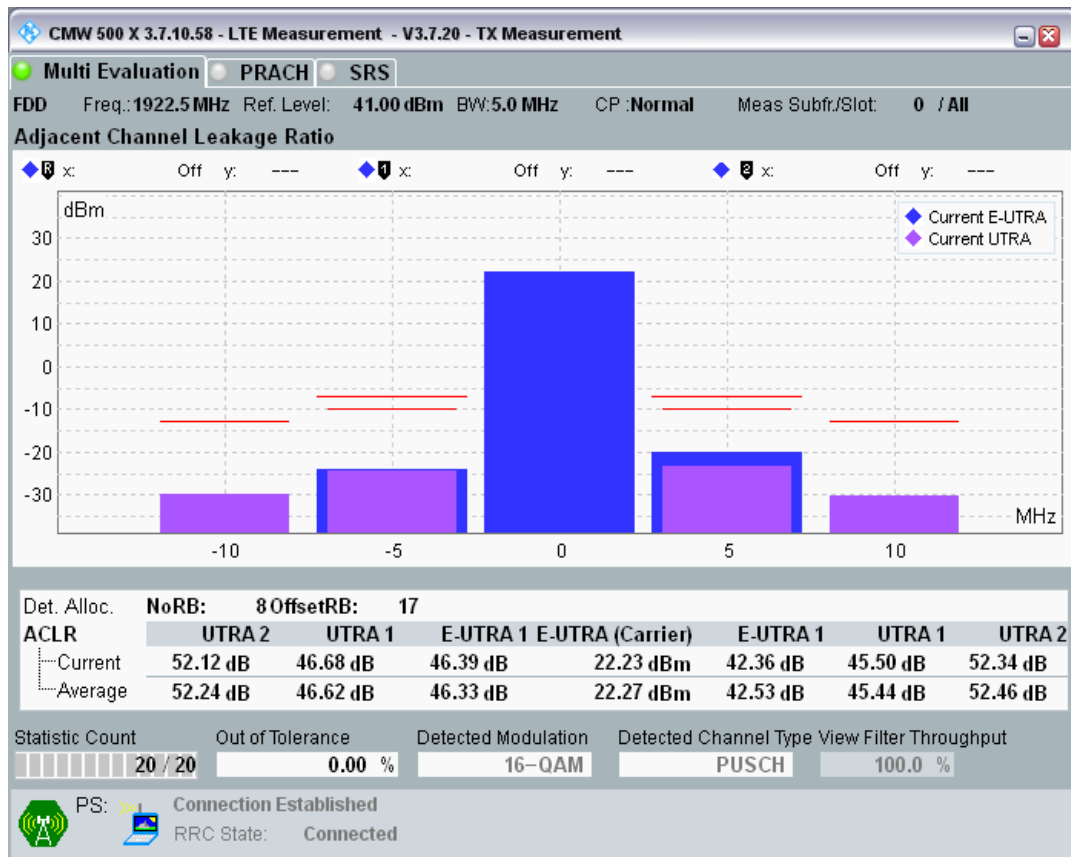 CMW 500 X 3.7.10.58 - LTE Measurement - V3.7.20 - TX Measurement
Multi Evaluation PRACH SRS
FDD Freq.:1922.5 MHz Ref. Level: 41.00 dBm BW:5.0 MHz CP :Normal Meas Subfr./Slot: 0 / All
Adjacent Channel Leakage Ratio
R x: Off y: --- 1 x: Off y: --- 2 x: Off y: ---
dBm
Current E-UTRA
Current UTRA
30
20
10
0
-10
-20
-30
MHz
-10 -5 0 5 10
Det. Alloc. NoRB: 8 OffsetRB: 17
ACLR UTRA 2 UTRA 1 E-UTRA 1 E-UTRA (Carrier) E-UTRA 1 UTRA 1 UTRA 2
Current 52.12 dB 46.68 dB 46.39 dB 22.23 dBm 42.36 dB 45.50 dB 52.34 dB
Average 52.24 dB 46.62 dB 46.33 dB 22.27 dBm 42.53 dB 45.44 dB 52.46 dB
Statistic Count Out of Tolerance Detected Modulation Detected Channel Type View Filter Throughput
20 / 20 0.00 % 16-QAM PUSCH 100.0 %
PS: Connection Established
RRC State: Connected